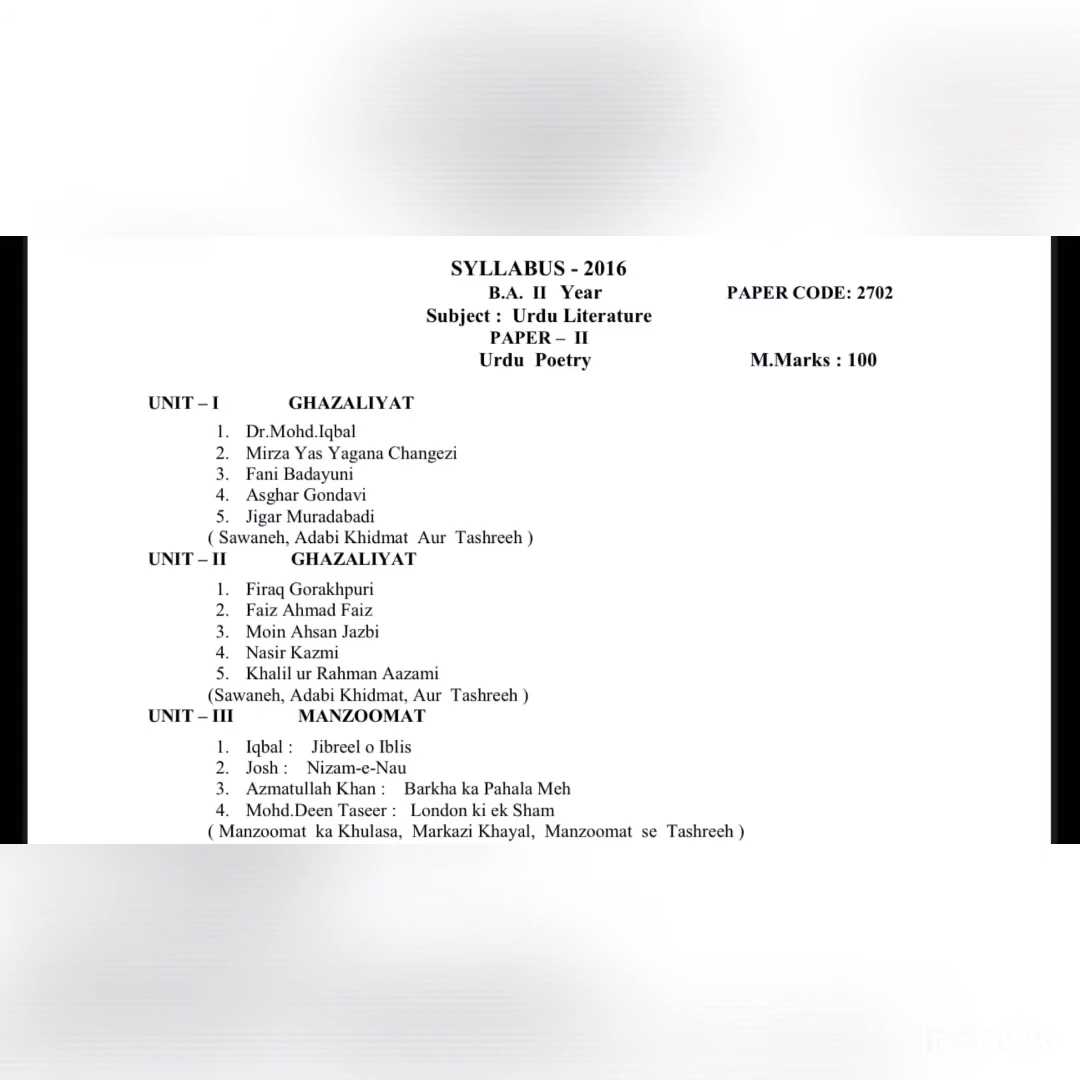 SYLLABUS - 2016
B.A. II Year PAPER CODE: 2702
Subject : Urdu Literature
PAPER – II
Urdu Poetry M.Marks : 100
UNIT – I GHAZALIYAT
1. Dr.Mohd.Iqbal
2. Mirza Yas Yagana Changezi
3. Fani Badayuni
4. Asghar Gondavi
5. Jigar Muradabadi
( Sawaneh, Adabi Khidmat Aur Tashreeh )
UNIT – II GHAZALIYAT
1. Firaq Gorakhpuri
2. Faiz Ahmad Faiz
3. Moin Ahsan Jazbi
4. Nasir Kazmi
5. Khalil ur Rahman Aazami
(Sawaneh, Adabi Khidmat, Aur Tashreeh )
UNIT – III MANZOOMAT
1. Iqbal : Jibreel o Iblis
2. Josh : Nizam-e-Nau
3. Azmatullah Khan : Barkha ka Pahala Meh
4. Mohd.Deen Taseer : London ki ek Sham
( Manzoomat ka Khulasa, Markazi Khayal, Manzoomat se Tashreeh )